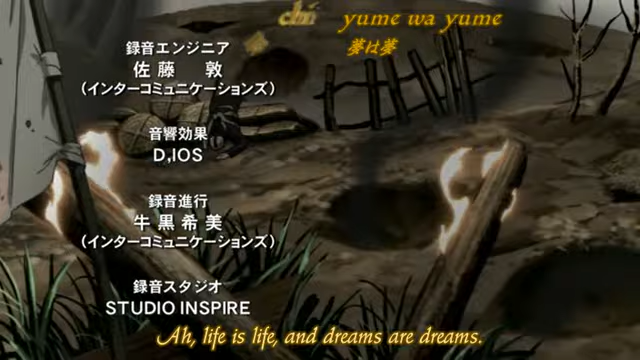 chi yume wa yume
夢は夢
録音エンジニア
佐藤 敦
(インターコミュニケーションズ)
音響効果
D,IOS
録音進行
牛黒希美
(インターコミュニケーションズ)
録音スタジオ
STUDIO INSPIRE
Ah, life is life, and dreams are dreams.